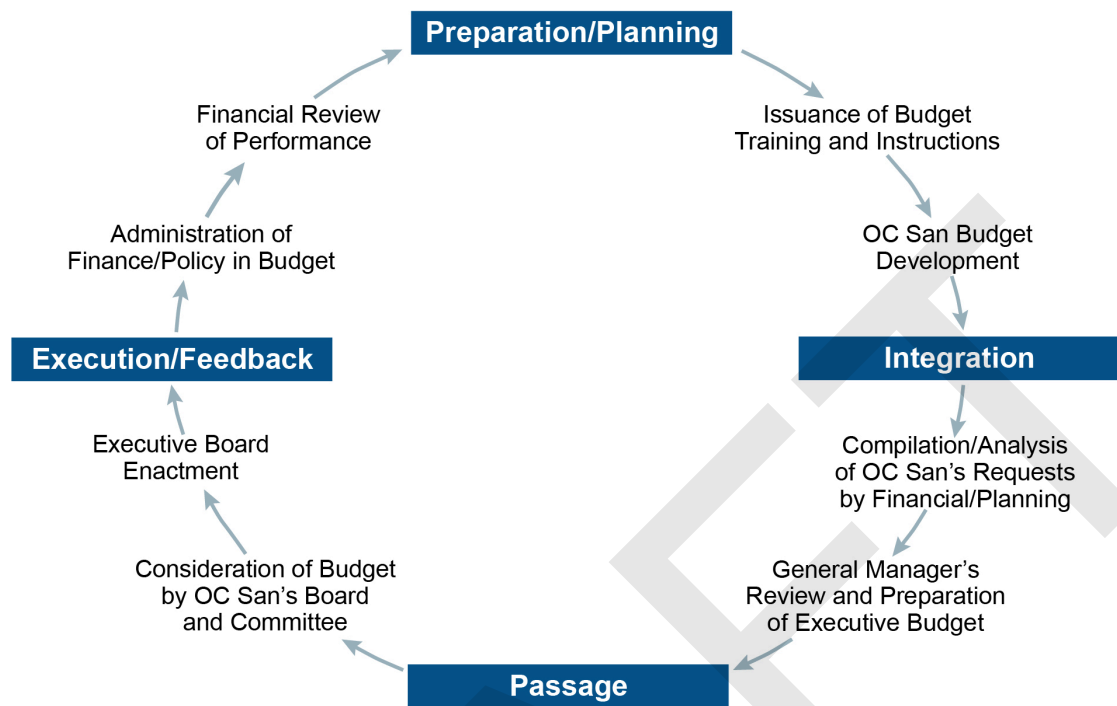 Preparation/Planning
Issuance of Budget
Training and Instructions
OC San Budget
Development
Integration
Compilation/Analysis
of OC San's Requests
by Financial/Planning
General Manager's
Review and Preparation
of Executive Budget
Passage
Consideration of Budget
by OC San's Board
and Committee
Executive Board
Enactment
Execution/Feedback
Administration of
Finance/Policy in Budget
Financial Review
of Performance